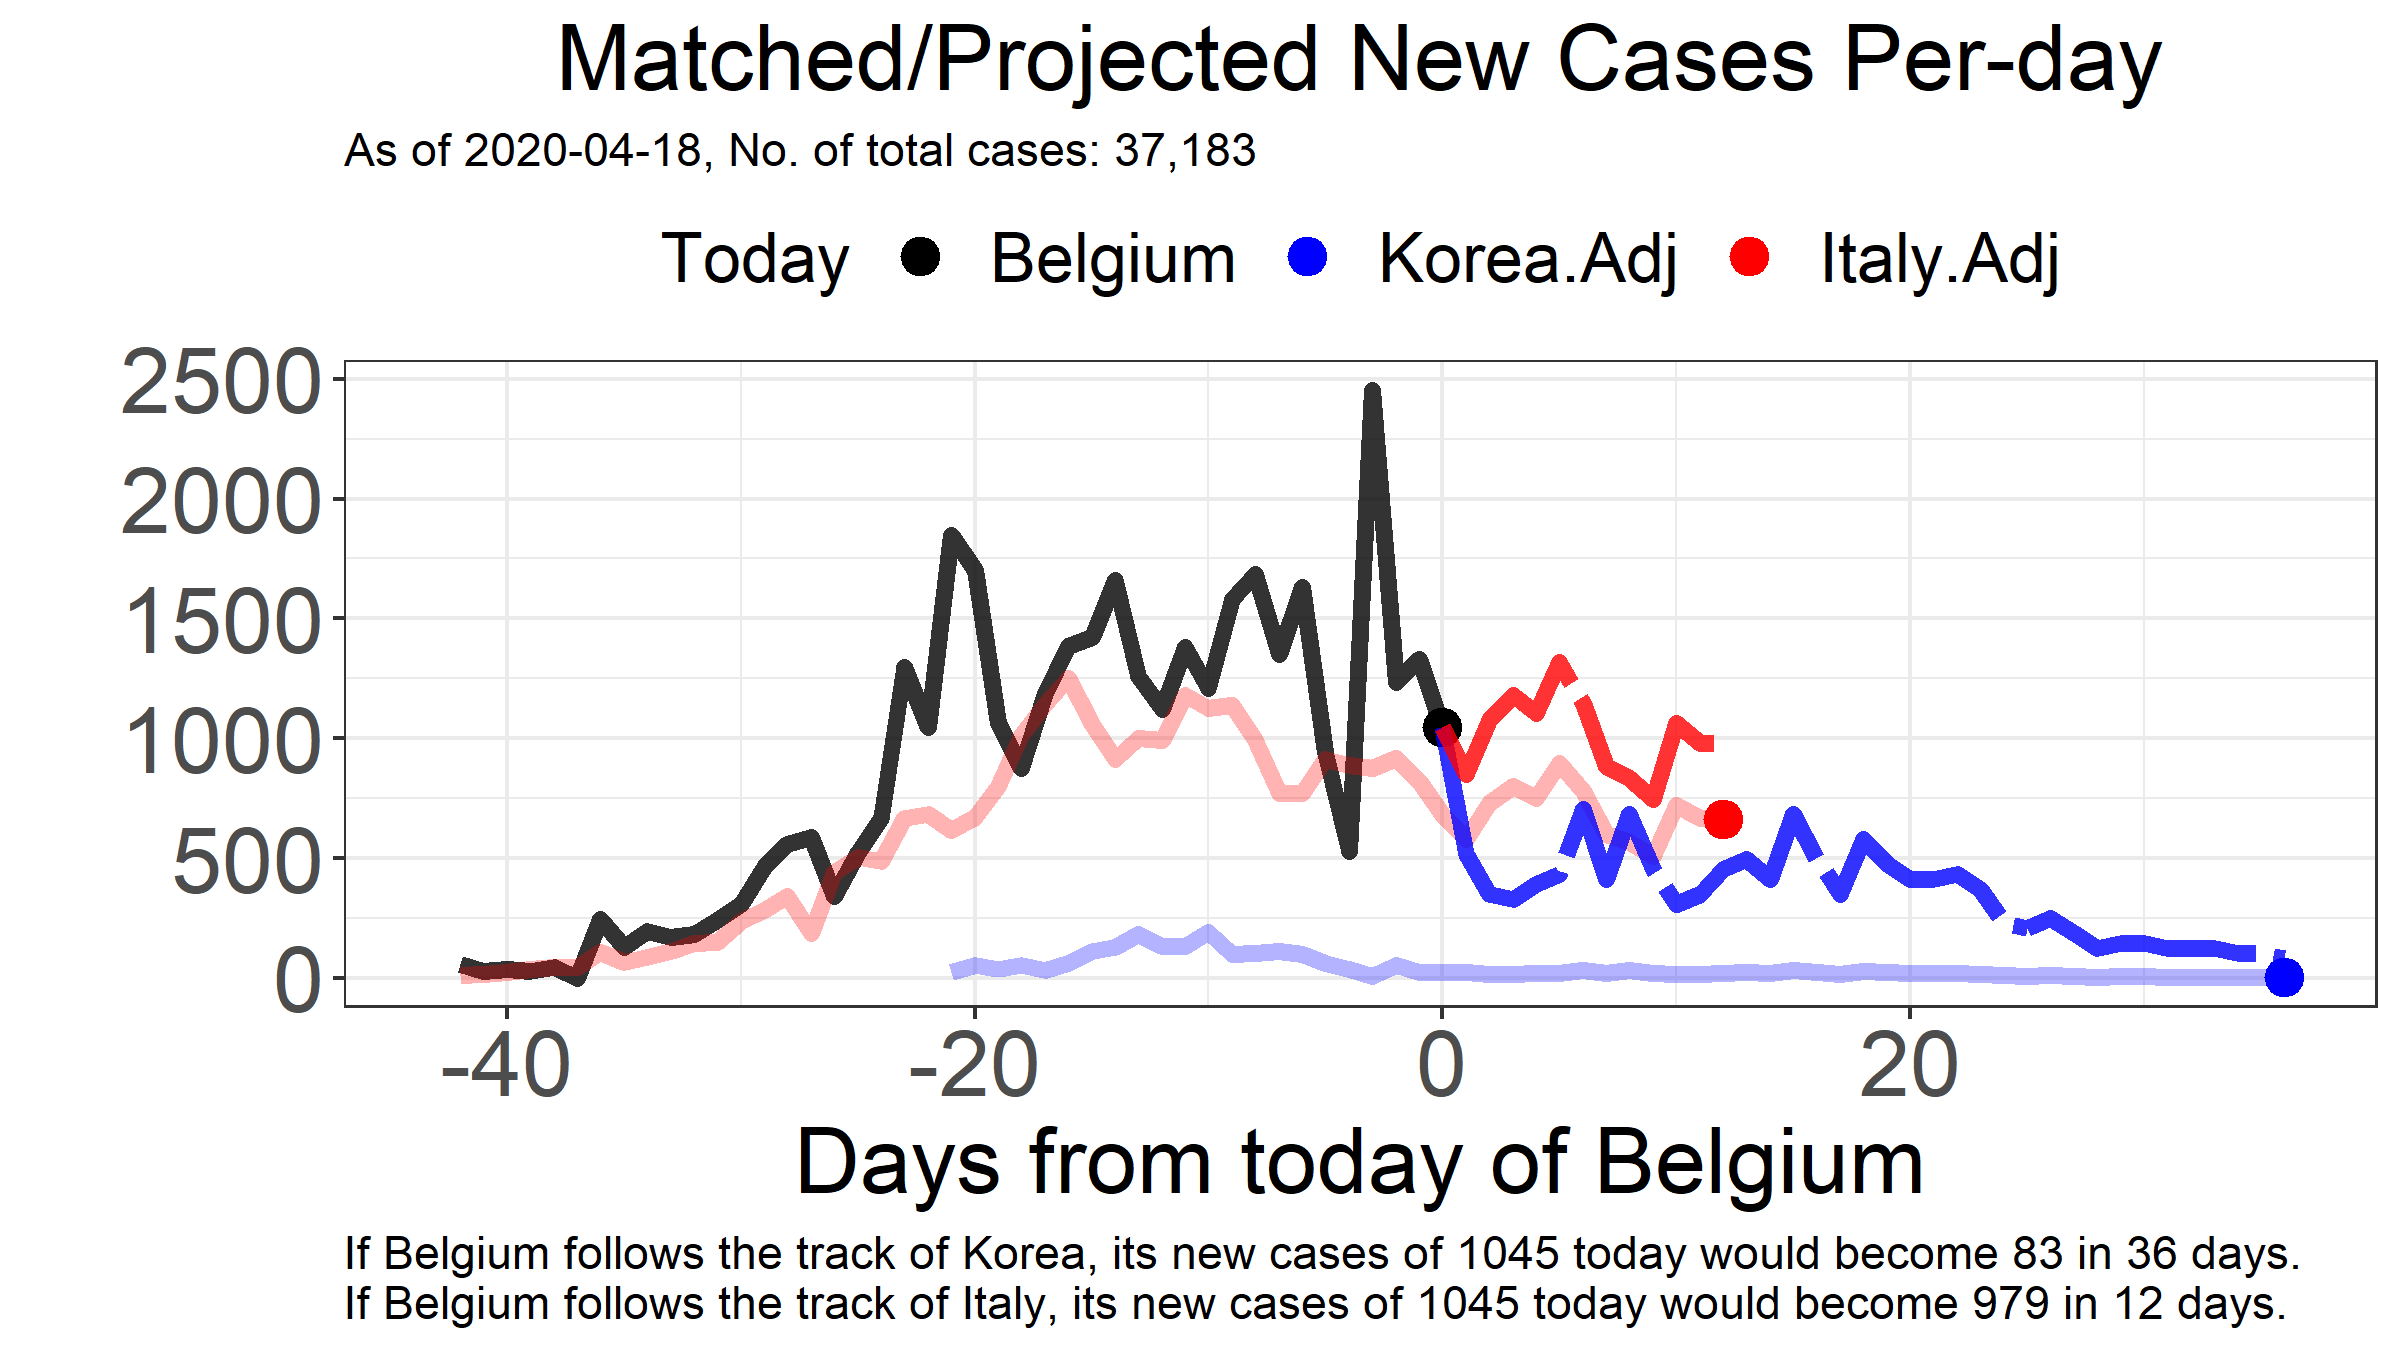 Matched/Projected New Cases Per-day
As of 2020-04-18, No. of total cases: 37,183
Today Belgium Korea.Adj Italy.Adj
2500
2000
1500
1000
500
0
-40 -20 0 20
Days from today of Belgium
If Belgium follows the track of Korea, its new cases of 1045 today would become 83 in 36 days.
If Belgium follows the track of Italy, its new cases of 1045 today would become 979 in 12 days.